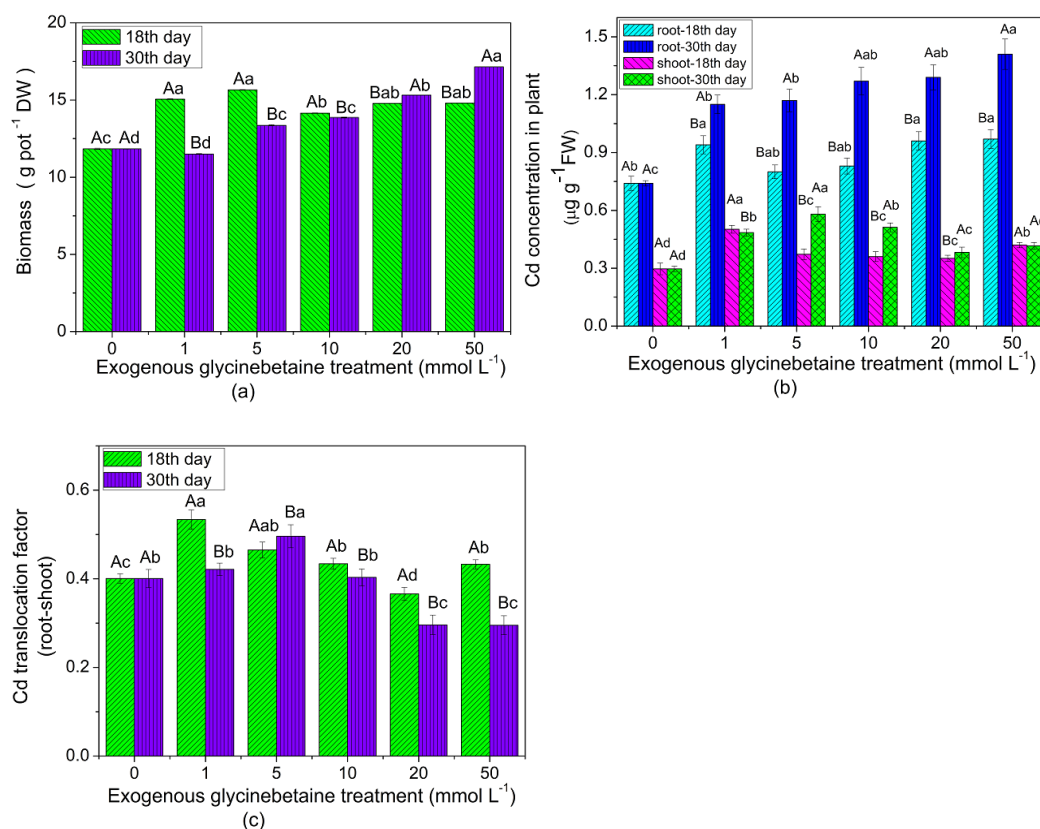 20
15
10
5
0
Biomass ( g pot -1 DW )
18th day
30th day
Ac Ad
Aa
Bd
Aa
Bc
Ab
Bc
Bab
Ab
Bab
Aa
0 1 5 10 20 50
Exogenous glycinebetaine treatment (mmol L-1)
(a)
1.5
1.2
0.9
0.6
0.3
0.0
Cd concentration in plant
(μg g-1FW)
root-18th day
root-30th day
shoot-18th day
shoot-30th day
Ab Ac
Ad Ad
Ba
Ab
Aa
Bb
Bab
Ab
Bc
Aa
Bab
Aab
Bc
Ab
Ba
Aab
Bc
Ac
Ba
Aa
Ab
0 1 5 10 20 50
Exogenous glycinebetaine treatment (mmol L-1)
(b)
0.6
0.4
0.2
0.0
Cd translocation factor
(root-shoot)
18th day
30th day
Ac Ab
Aa
Bb
Aab
Ba
Ab
Bb
Ad
Bc
Ab
Bc
0 1 5 10 20 50
Exogenous glycinebetaine treatment (mmol L-1)
(c)